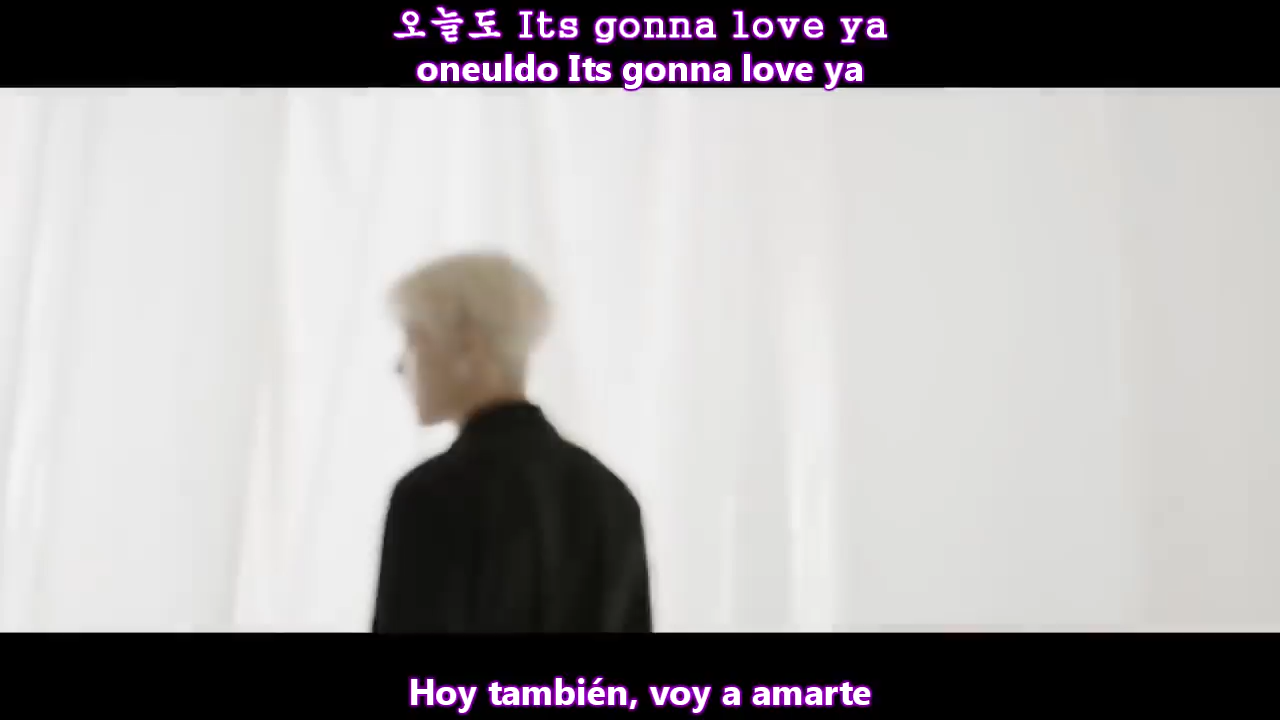 오늘도 Its gonna love ya
oneuldo Its gonna love ya
Hoy también, voy a amarte